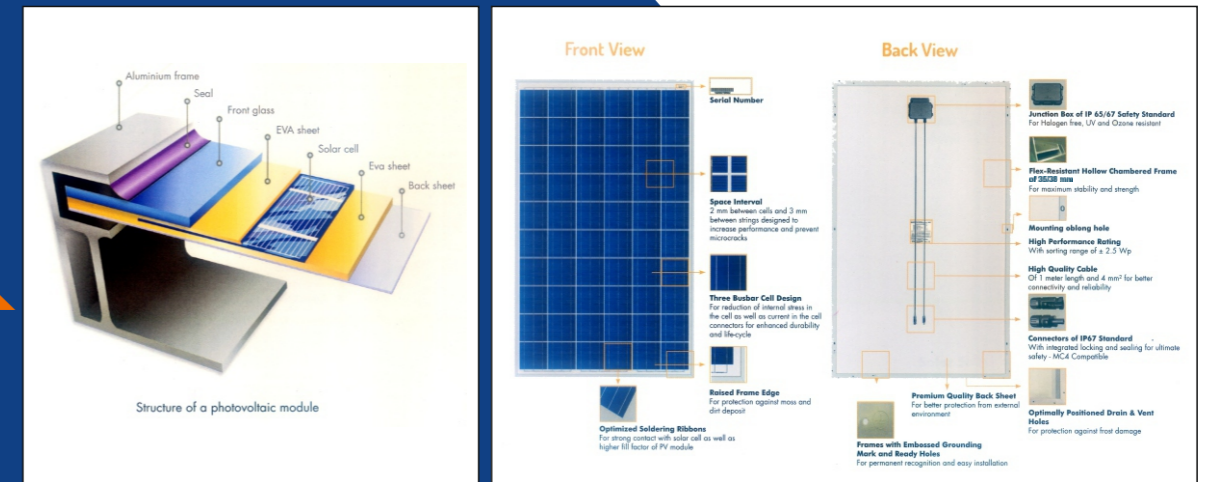 Aluminium frame
Seal
Front glass
EVA sheet
Solar cell
Eva sheet
Back sheet
Structure of a photovoltaic module
Front View
Serial Number
Space Interval
2 mm between cells and 3 mm
between strings designed to
increase performance and prevent
microcracks
Three Busbar Cell Design
For reduction of internal stress in
the cell as well as current in the cell
connectors for enhanced durability
and life-cycle
Raised Frame Edge
For protection against moss and
dirt deposit
Optimized Soldering Ribbons
For strong contact with solar cell as well as
higher fill factor of PV module
Back View
Junction Box of IP 65/67 Safety Standard
For Halogen free, UV and Ozone resistant
Flex-Resistant Hollow Chambered Frame
of 35/38 mm
For maximum stability and strength
Mounting oblong hole
High Performance Rating
With sorting range of ± 2.5 Wp
High Quality Cable
Of 1 meter length and 4 mm² for better
connectivity and reliability
Connectors of IP67 Standard
With integrated locking and sealing for ultimate
safety - MC4 Compatible
Optimally Positioned Drain & Vent
Holes
For protection against frost damage
Premium Quality Back Sheet
For better protection from external
environment
Frames with Embossed Grounding
Mark and Ready Holes
For permanent recognition and easy installation